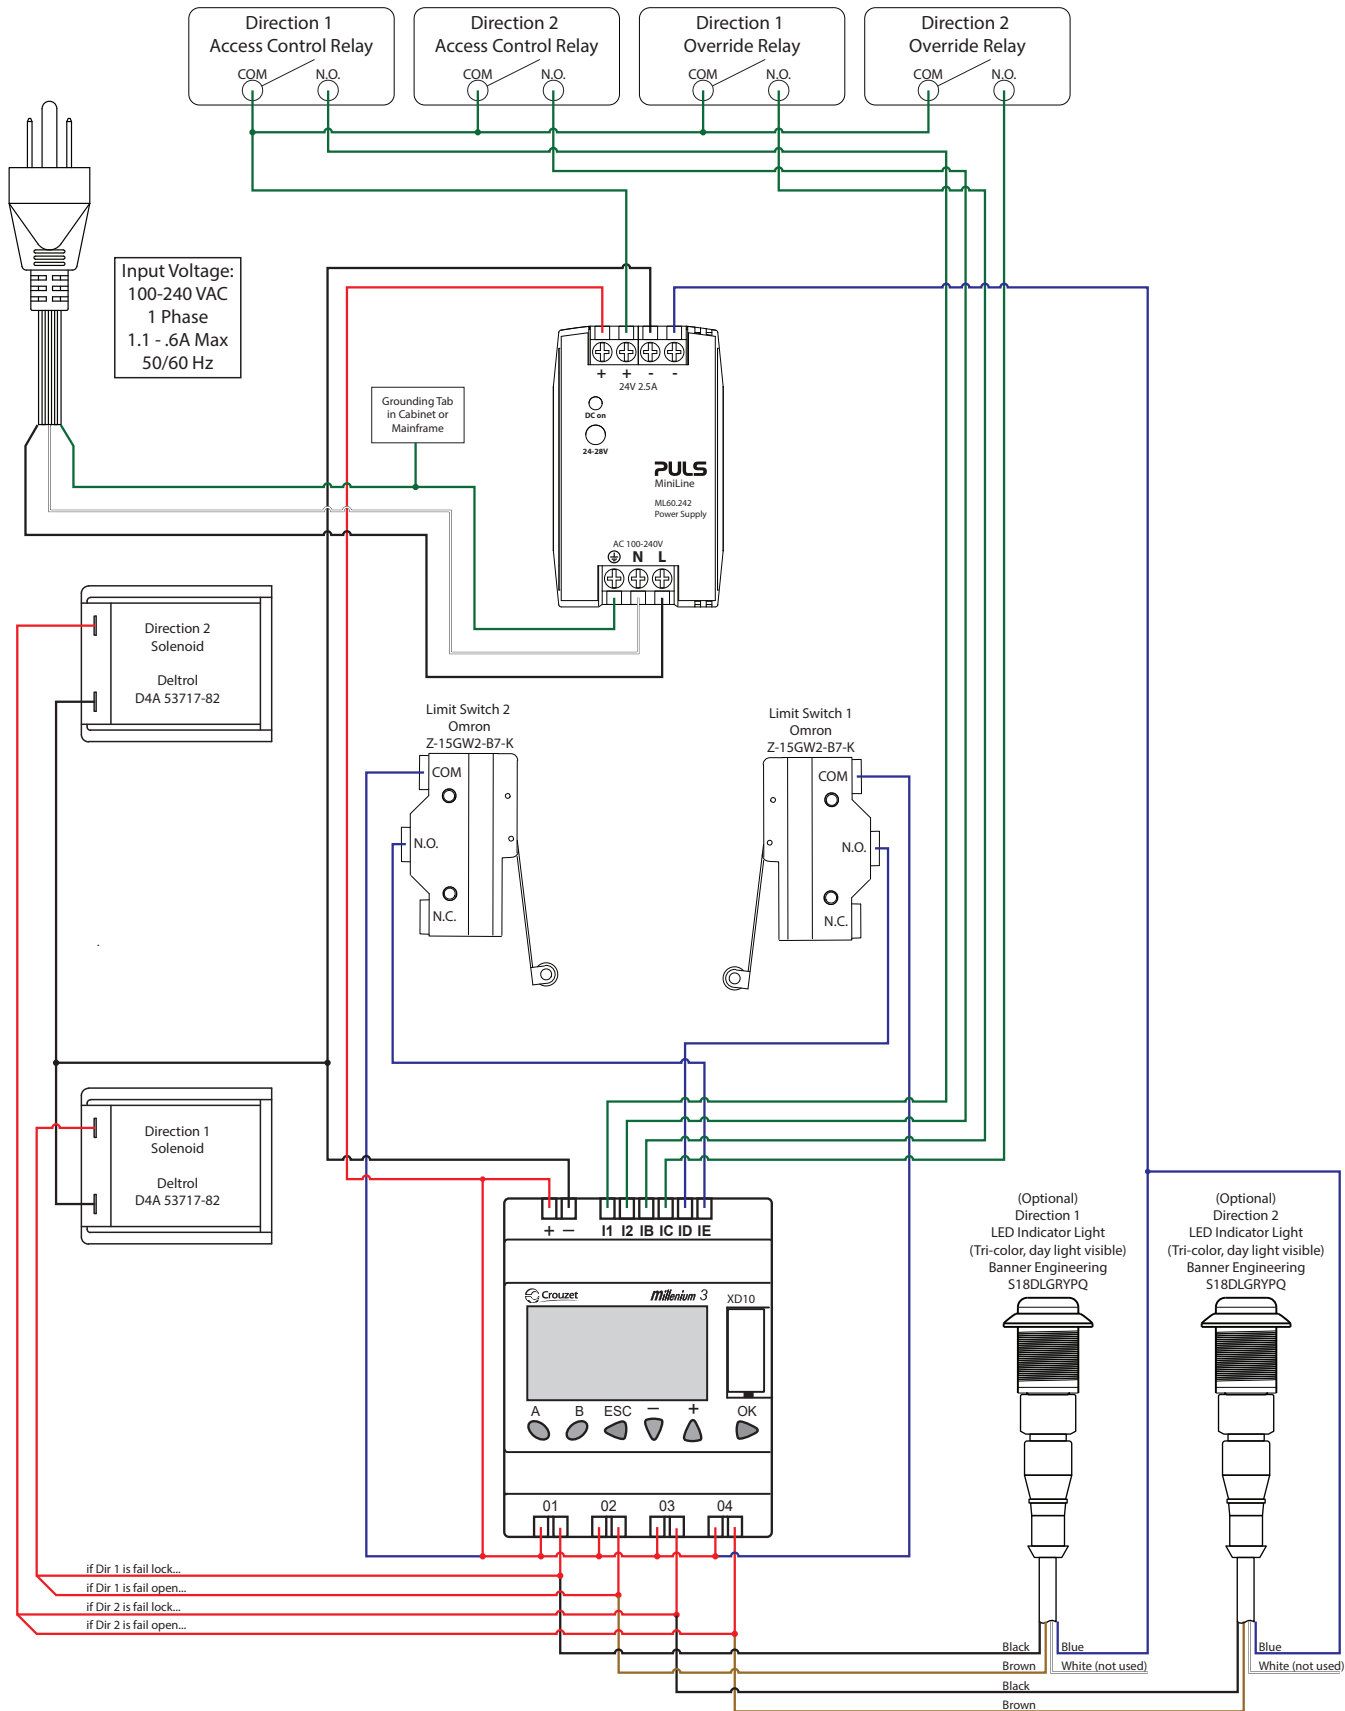 Direction 1
Access Control Relay
COM
N.O.
Direction 2
Access Control Relay
COM
N.O.
Direction 1
Override Relay
COM
N.O.
Direction 2
Override Relay
COM
N.O.
Input Voltage:
100-240 VAC
1 Phase
1.1 - .6A Max
50/60 Hz
Grounding Tab
in Cabinet or
Mainframe
+ + - -
24V 2.5A
DC on
24-28V
PULS
MiniLine
ML60.242
Power Supply
AC 100-240V
N L
Direction 2
Solenoid
Deltrol
D4A 53717-82
Limit Switch 2
Omron
Z-15GW2-B7-K
COM
N.O.
N.C.
Limit Switch 1
Omron
Z-15GW2-B7-K
COM
N.O.
N.C.
Direction 1
Solenoid
Deltrol
D4A 53717-82
+ − I1 I2 IB IC ID IE
Crouzet
Millenium 3
XD10
A B ESC − + OK
01 02 03 04
(Optional)
Direction 1
LED Indicator Light
(Tri-color, day light visible)
Banner Engineering
S18DLGRYPQ
(Optional)
Direction 2
LED Indicator Light
(Tri-color, day light visible)
Banner Engineering
S18DLGRYPQ
if Dir 1 is fail lock...
if Dir 1 is fail open...
if Dir 2 is fail lock...
if Dir 2 is fail open...
Black
Blue
Brown
White (not used)
Blue
White (not used)
Black
Brown